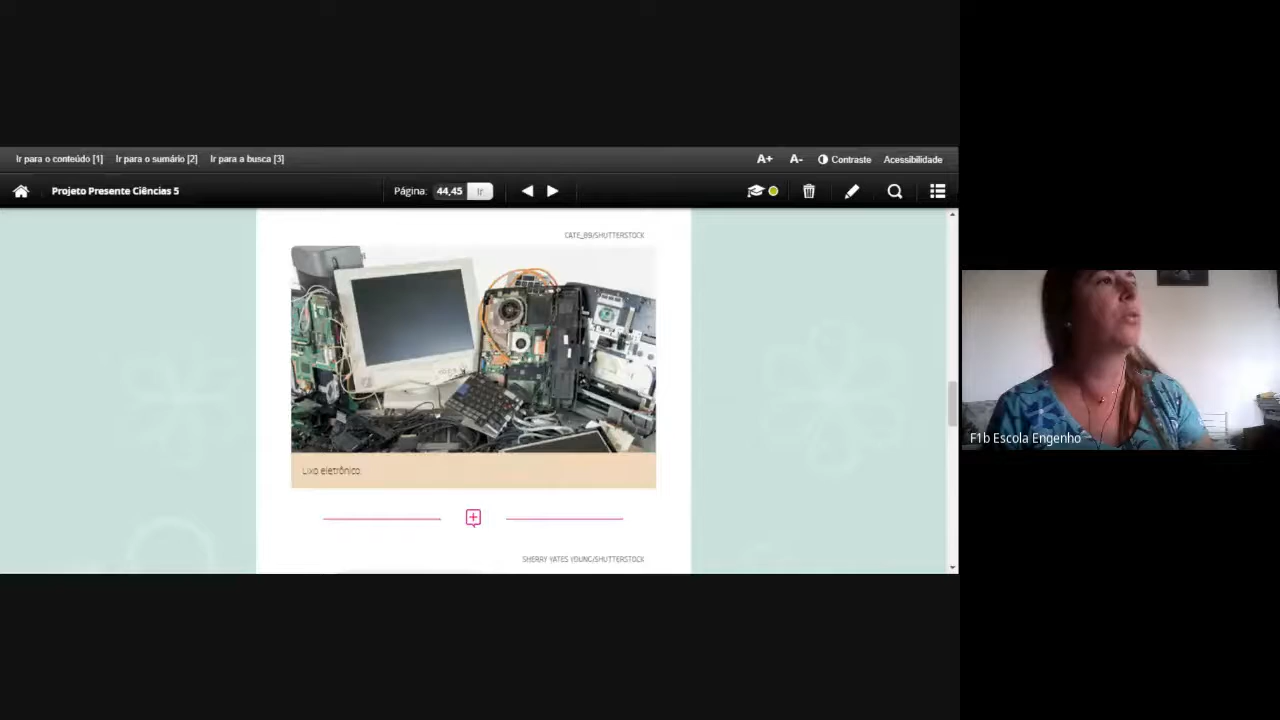 Ir para o conteúdo [1] Ir para o sumário [2] Ir para a busca [3] A+ A- Contraste Acessibilidade
Projeto Presente Ciências 5 Página: 44,45 Ir
CATE_89/SHUTTERSTOCK
Lixo eletrônico.
F1b Escola Engenho
SHERRY YATES YOUNG/SHUTTERSTOCK